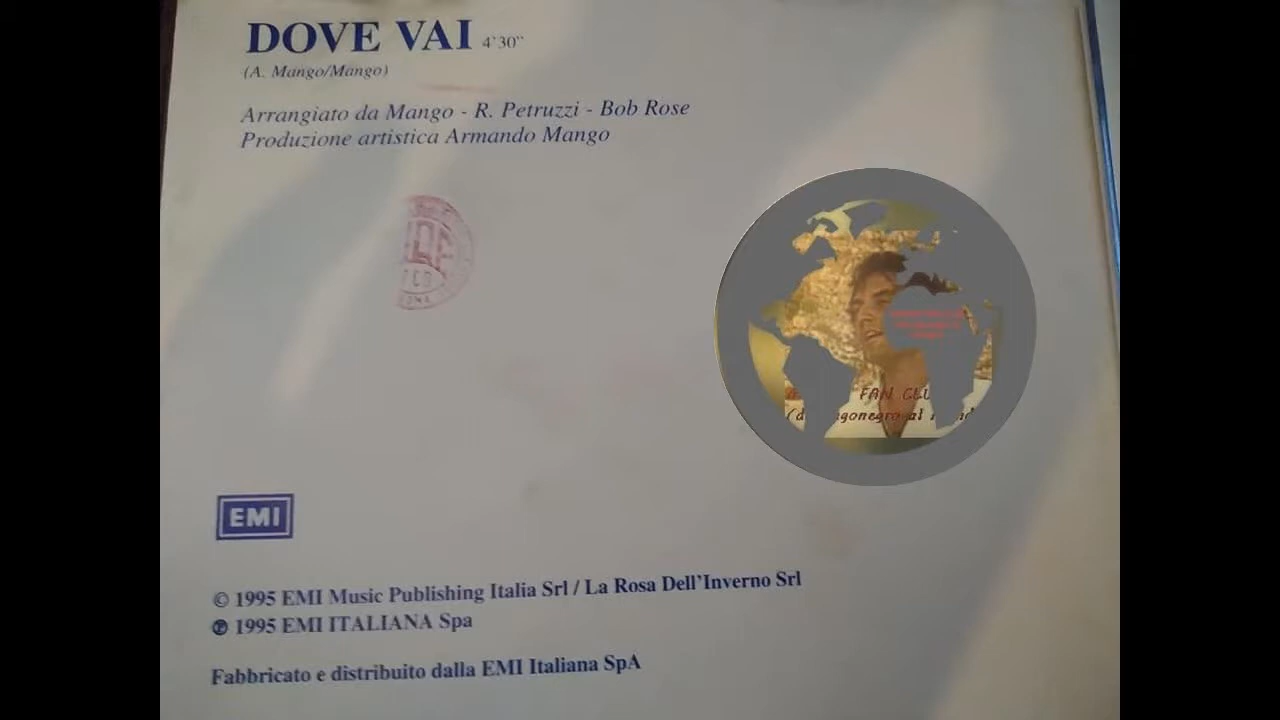 DOVE VAI 4'30"
(A. Mango/Mango)
Arrangiato da Mango - R. Petruzzi - Bob Rose
Produzione artistica Armando Mango
FAN
EMI
© 1995 EMI Music Publishing Italia Srl / La Rosa Dell'Inverno Srl
℗ 1995 EMI ITALIANA Spa
Fabbricato e distribuito dalla EMI Italiana SpA